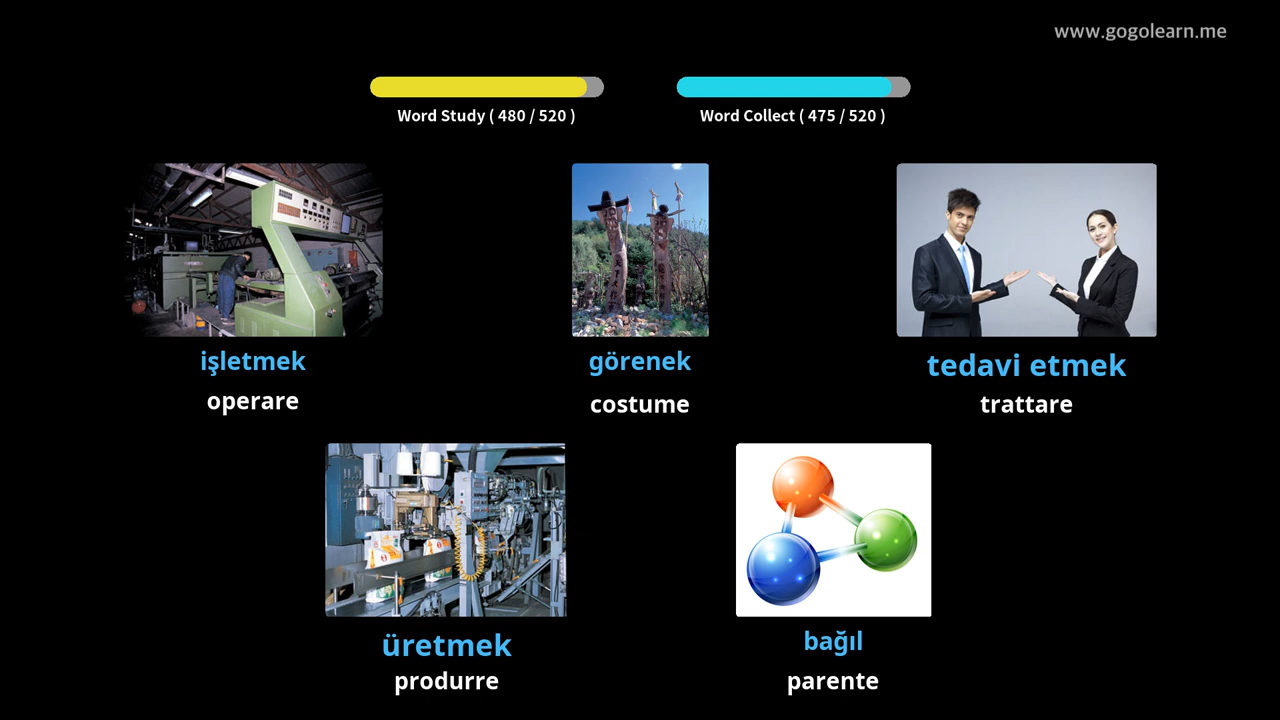 www.gogolearn.me
Word Study ( 480 / 520 )
Word Collect ( 475 / 520 )
işletmek
operare
görenek
costume
tedavi etmek
trattare
üretmek
produrre
bağıl
parente